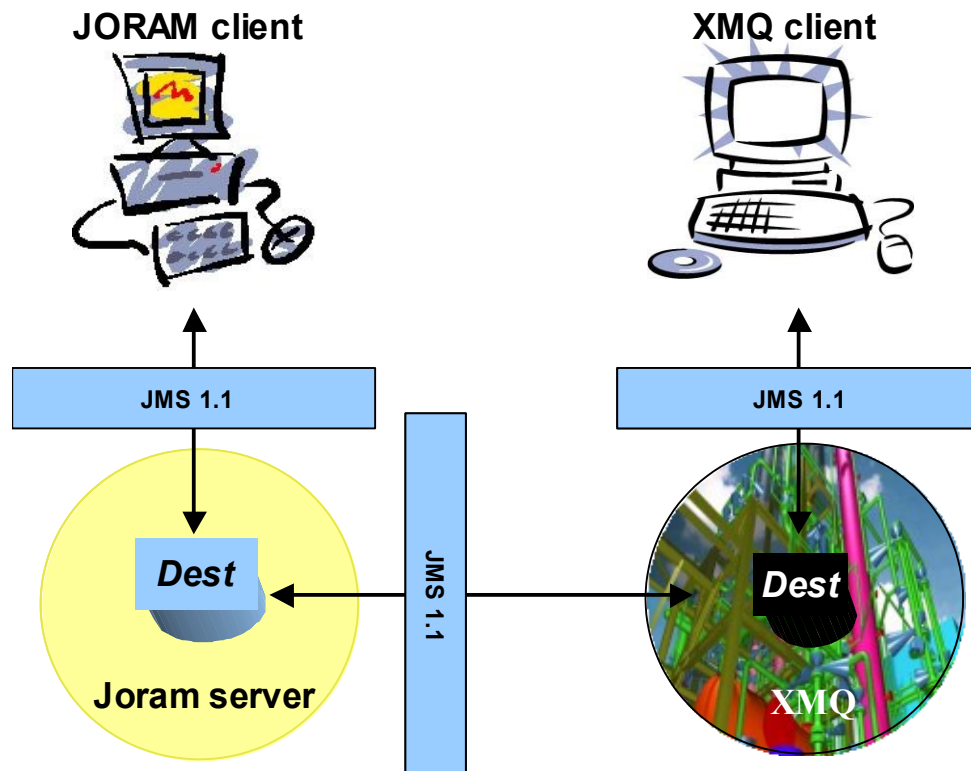 JORAM client
XMQ client
JMS 1.1
JMS 1.1
JMS 1.1
Dest
Dest
Joram server
XMQ